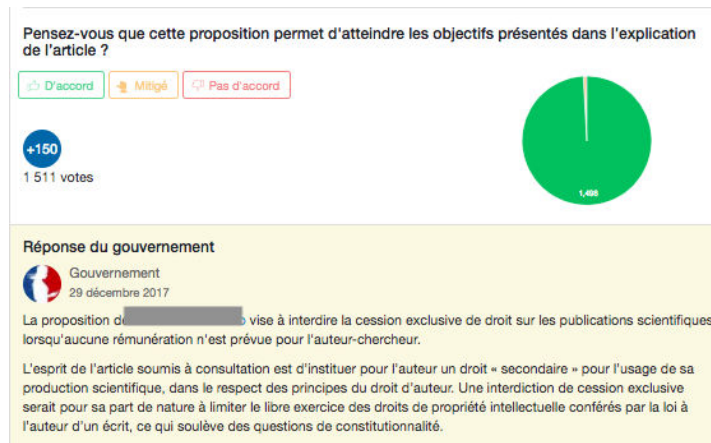 Pensez-vous que cette proposition permet d'atteindre les objectifs présentés dans l'explication
de l'article ?
D'accord Mitigé Pas d'accord
+150
1 511 votes
1,498
Réponse du gouvernement
Gouvernement
29 décembre 2017
La proposition d vise à interdire la cession exclusive de droit sur les publications scientifiques
lorsqu'aucune rémunération n'est prévue pour l'auteur-chercheur.
L'esprit de l'article soumis à consultation est d'instituer pour l'auteur un droit « secondaire » pour l'usage de sa
production scientifique, dans le respect des principes du droit d'auteur. Une interdiction de cession exclusive
serait pour sa part de nature à limiter le libre exercice des droits de propriété intellectuelle conférés par la loi à
l'auteur d'un écrit, ce qui soulève des questions de constitutionnalité.